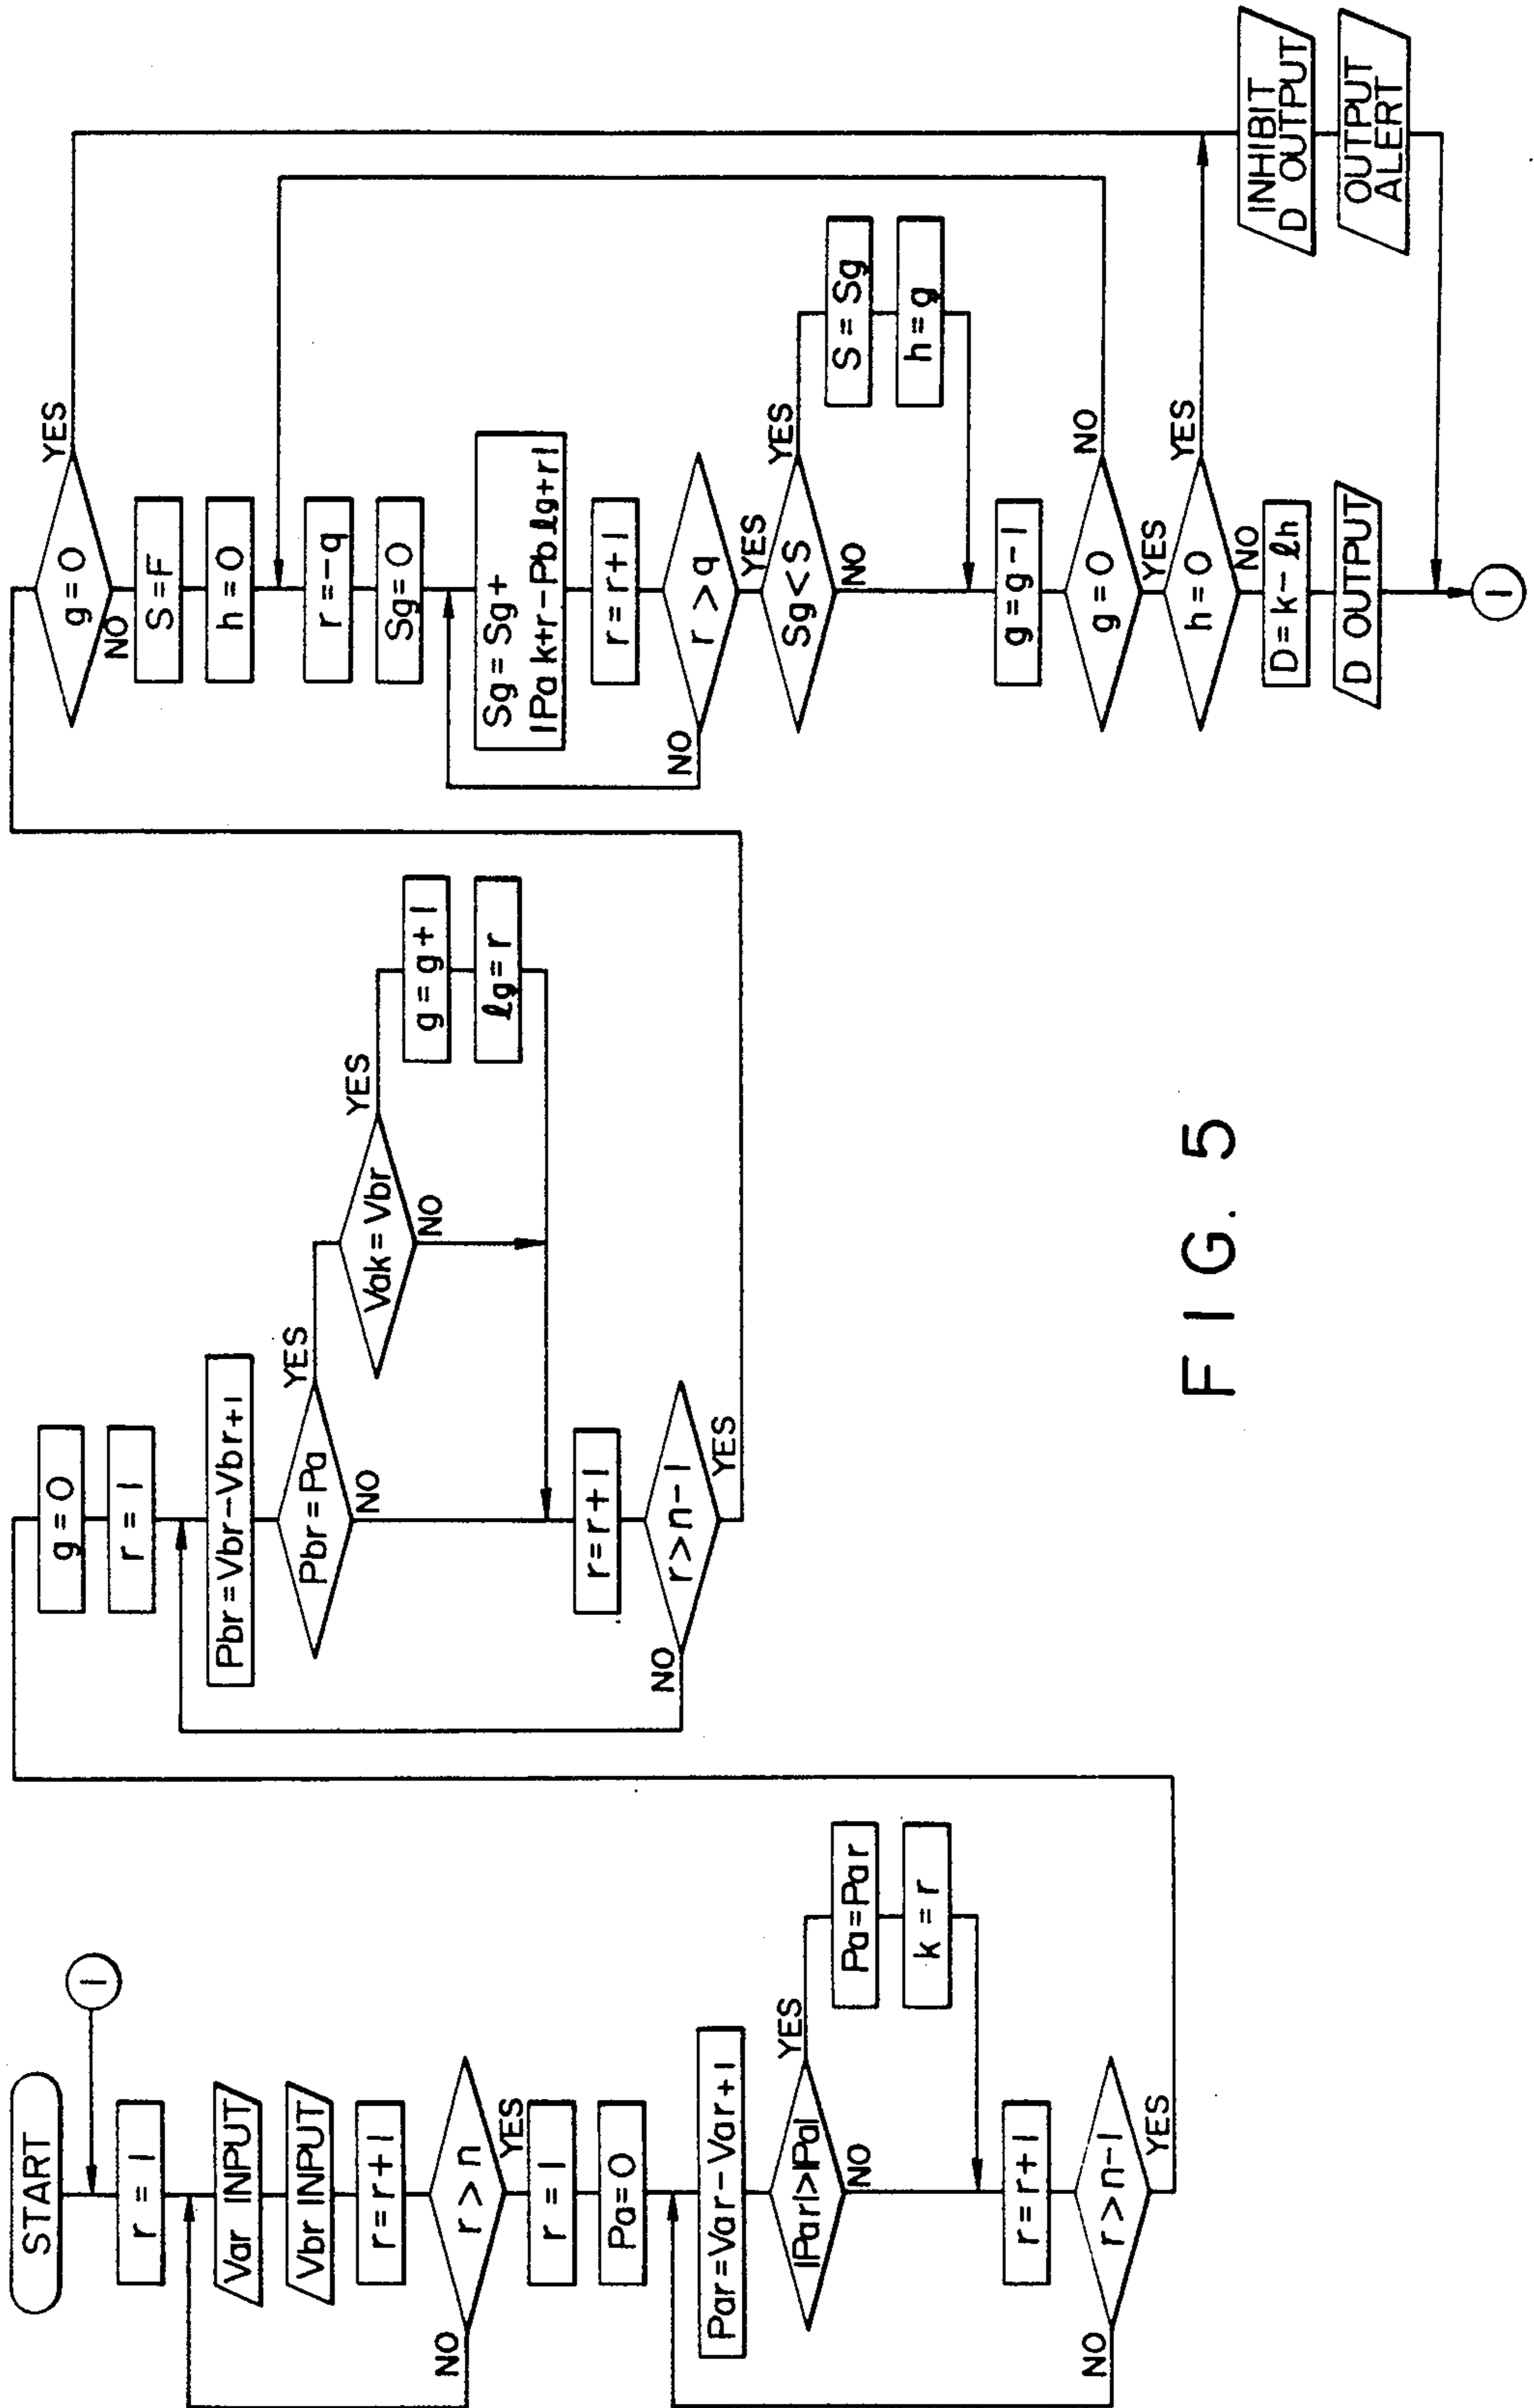 START
1
r = 1
Var INPUT
Vbr INPUT
r = r + 1
r > n
NO
YES
r = 1
Pa = 0
Par = Var - Var+1
|Par| > |Pa|
YES
NO
Pa = Par
k = r
r = r + 1
r > n - 1
NO
YES
g = 0
r = 1
Pbr = Vbr - Vbr+1
Pbr = Pa
YES
NO
Vak = Vbr
YES
NO
g = g + 1
ℓg = r
r = r + 1
r > n - 1
NO
YES
g = 0
YES
NO
S = F
h = 0
r = -q
Sg = 0
Sg = Sg +
|Pa k+r - Pb ℓg+r|
r = r + 1
r > q
NO
YES
Sg < S
YES
NO
S = Sg
h = g
g = g - 1
g = 0
NO
YES
h = 0
YES
NO
D = k - ℓh
D OUTPUT
INHIBIT
D OUTPUT
OUTPUT
ALERT
1
FIG. 5